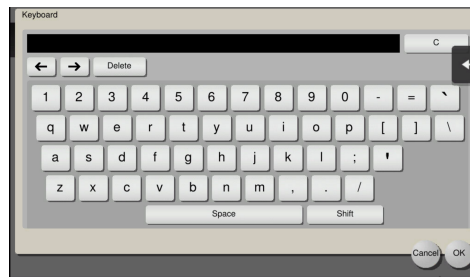 Keyboard
C
← → Delete
1 2 3 4 5 6 7 8 9 0 - = `
q w e r t y u i o p [ ] \
a s d f g h j k l ; '
z x c v b n m , . /
Space Shift
Cancel OK